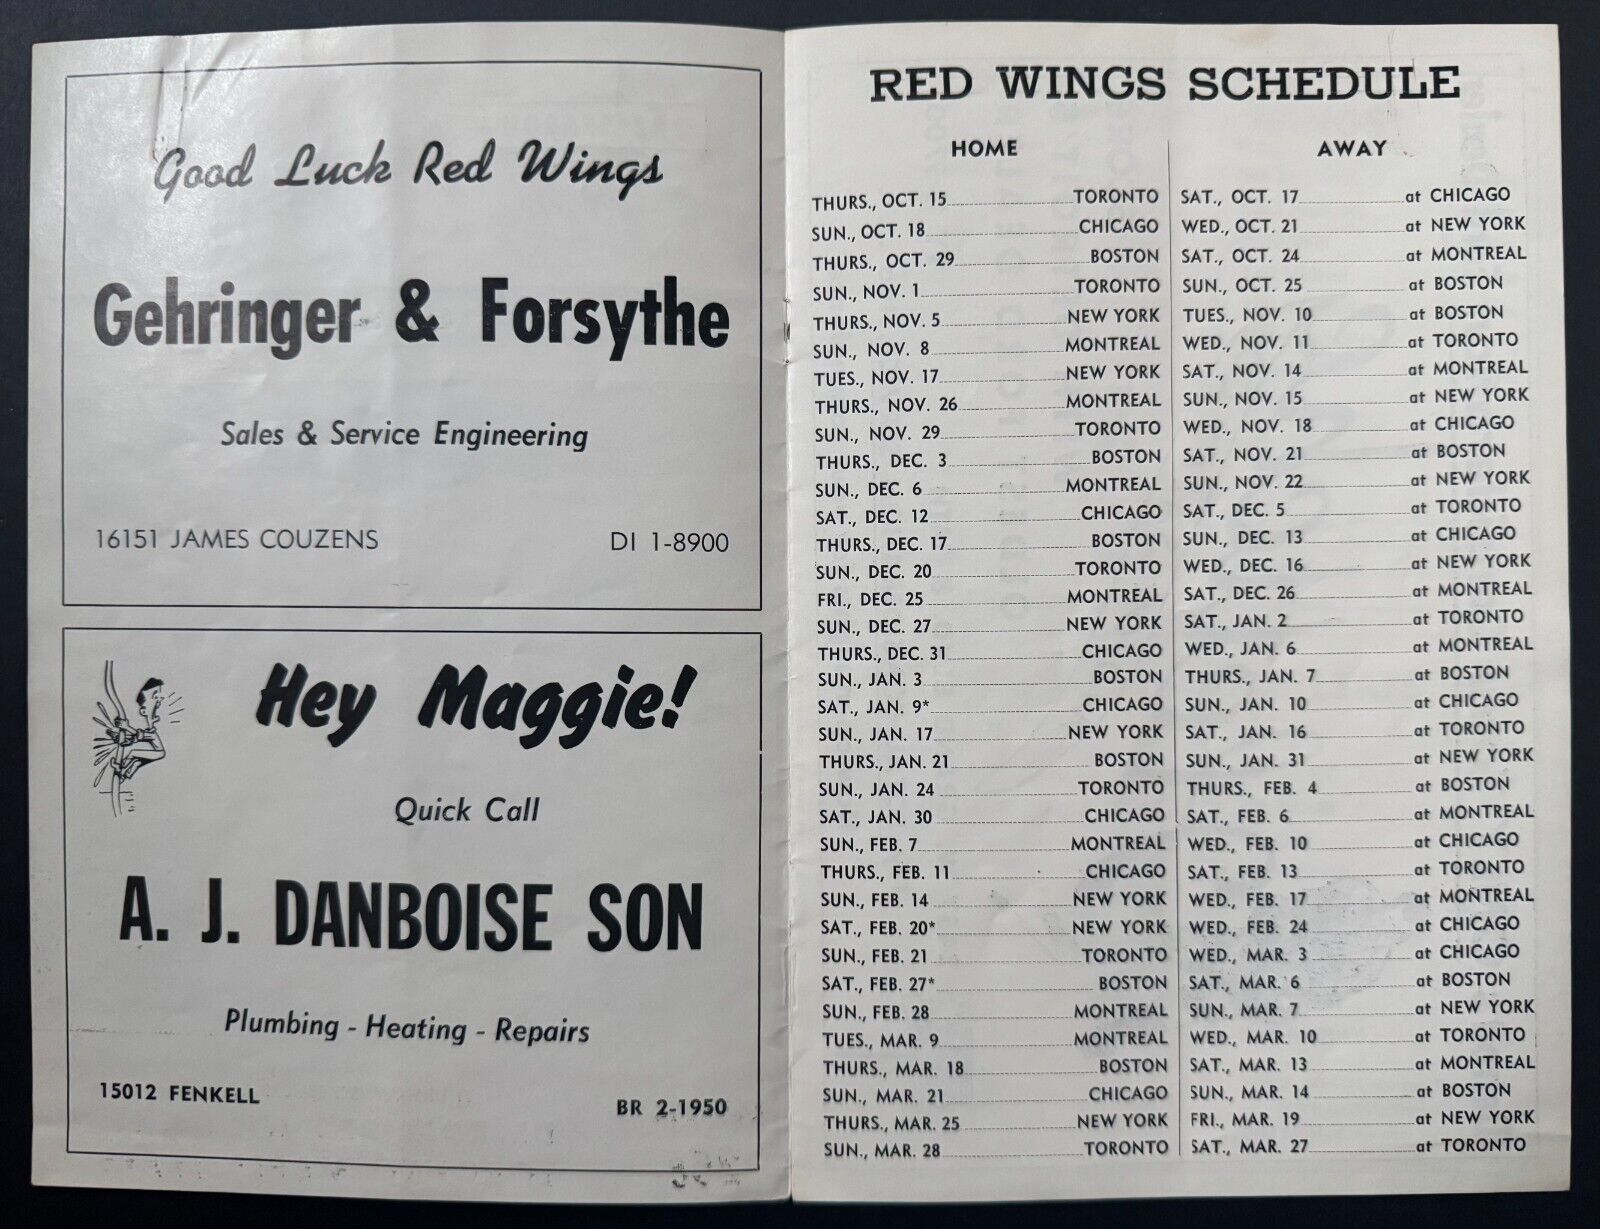 Good Luck Red Wings
Gehringer & Forsythe
Sales & Service Engineering
16151 JAMES COUZENS DI 1-8900
Hey Maggie!
Quick Call
A. J. DANBOISE SON
Plumbing - Heating - Repairs
15012 FENKELL BR 2-1950
RED WINGS SCHEDULE
HOME
THURS., OCT. 15 TORONTO
SUN., OCT. 18 CHICAGO
THURS., OCT. 29 BOSTON
SUN., NOV. 1 TORONTO
THURS., NOV. 5 NEW YORK
SUN., NOV. 8 MONTREAL
TUES., NOV. 17 NEW YORK
THURS., NOV. 26 MONTREAL
SUN., NOV. 29 TORONTO
THURS., DEC. 3 BOSTON
SUN., DEC. 6 MONTREAL
SAT., DEC. 12 CHICAGO
THURS., DEC. 17 BOSTON
SUN., DEC. 20 TORONTO
FRI., DEC. 25 MONTREAL
SUN., DEC. 27 NEW YORK
THURS., DEC. 31 CHICAGO
SUN., JAN. 3 BOSTON
SAT., JAN. 9* CHICAGO
SUN., JAN. 17 NEW YORK
THURS., JAN. 21 BOSTON
SUN., JAN. 24 TORONTO
SAT., JAN. 30 CHICAGO
SUN., FEB. 7 MONTREAL
THURS., FEB. 11 CHICAGO
SUN., FEB. 14 NEW YORK
SAT., FEB. 20* NEW YORK
SUN., FEB. 21 TORONTO
SAT., FEB. 27* BOSTON
SUN., FEB. 28 MONTREAL
TUES., MAR. 9 MONTREAL
THURS., MAR. 18 BOSTON
SUN., MAR. 21 CHICAGO
THURS., MAR. 25 NEW YORK
SUN., MAR. 28 TORONTO
AWAY
SAT., OCT. 17 at CHICAGO
WED., OCT. 21 at NEW YORK
SAT., OCT. 24 at MONTREAL
SUN., OCT. 25 at BOSTON
TUES., NOV. 10 at BOSTON
WED., NOV. 11 at TORONTO
SAT., NOV. 14 at MONTREAL
SUN., NOV. 15 at NEW YORK
WED., NOV. 18 at CHICAGO
SAT., NOV. 21 at BOSTON
SUN., NOV. 22 at NEW YORK
SAT., DEC. 5 at TORONTO
SUN., DEC. 13 at CHICAGO
WED., DEC. 16 at NEW YORK
SAT., DEC. 26 at MONTREAL
SAT., JAN. 2 at TORONTO
WED., JAN. 6 at MONTREAL
THURS., JAN. 7 at BOSTON
SUN., JAN. 10 at CHICAGO
SAT., JAN. 16 at TORONTO
SUN., JAN. 31 at NEW YORK
THURS., FEB. 4 at BOSTON
SAT., FEB. 6 at MONTREAL
WED., FEB. 10 at CHICAGO
SAT., FEB. 13 at TORONTO
WED., FEB. 17 at MONTREAL
WED., FEB. 24 at CHICAGO
WED., MAR. 3 at CHICAGO
SAT., MAR. 6 at BOSTON
SUN., MAR. 7 at NEW YORK
WED., MAR. 10 at TORONTO
SAT., MAR. 13 at MONTREAL
SUN., MAR. 14 at BOSTON
FRI., MAR. 19 at NEW YORK
SAT., MAR. 27 at TORONTO